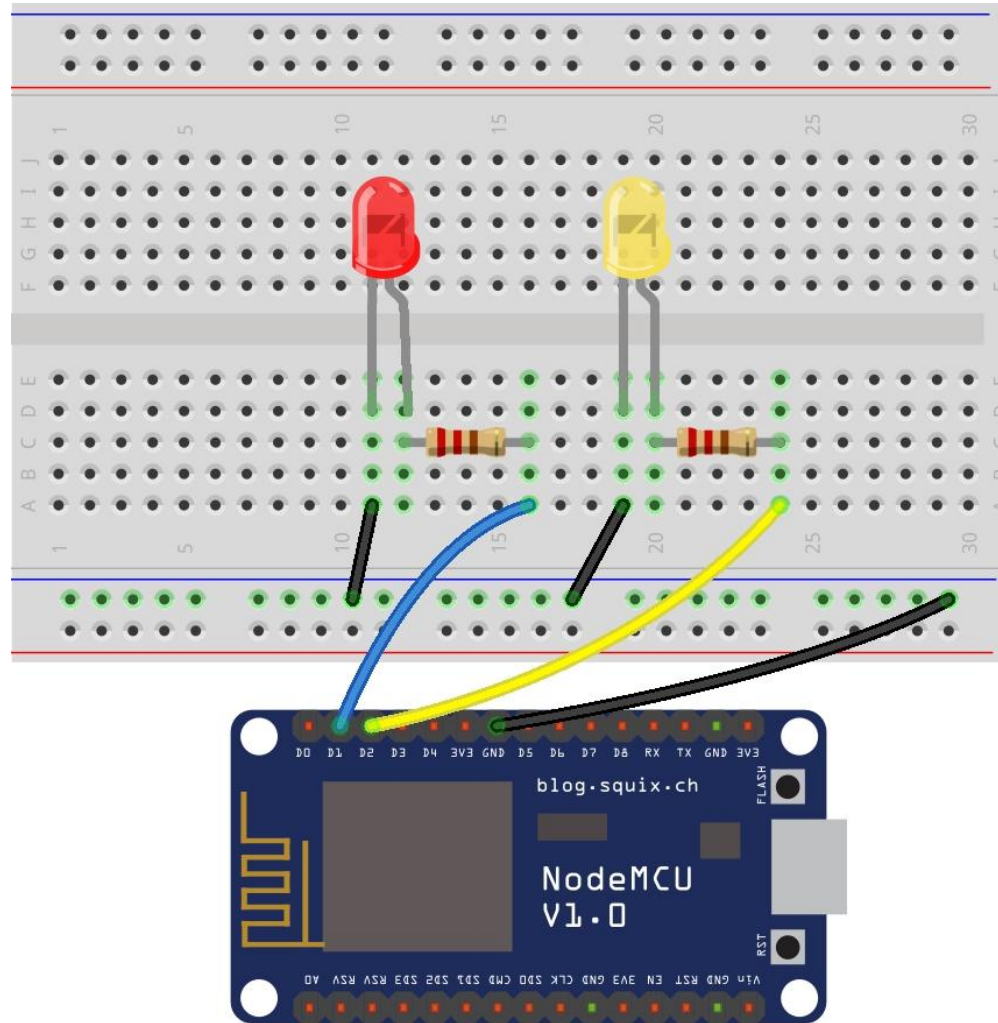 1 5 10 15 20 25 30
J
I
H
G
F
E
D
C
B
A
1 5 10 15 20 25 30
D0 D1 D2 D3 D4 3V3 GND D5 D6 D7 D8 RX TX GND 3V3
blog.squix.ch
FLASH
NodeMCU
V1.0
RST
A0 RSV RSV SD3 SD2 SD1 CMD SD0 CLK GND 3V3 EN RST GND Vin